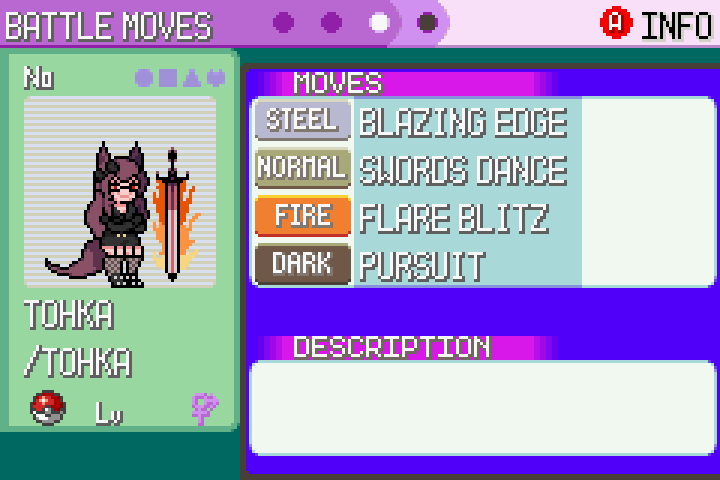 BATTLE MOVES
A INFO
No
TOHKA
/TOHKA
Lv
MOVES
STEEL BLAZING EDGE
NORMAL SWORDS DANCE
FIRE FLARE BLITZ
DARK PURSUIT
DESCRIPTION